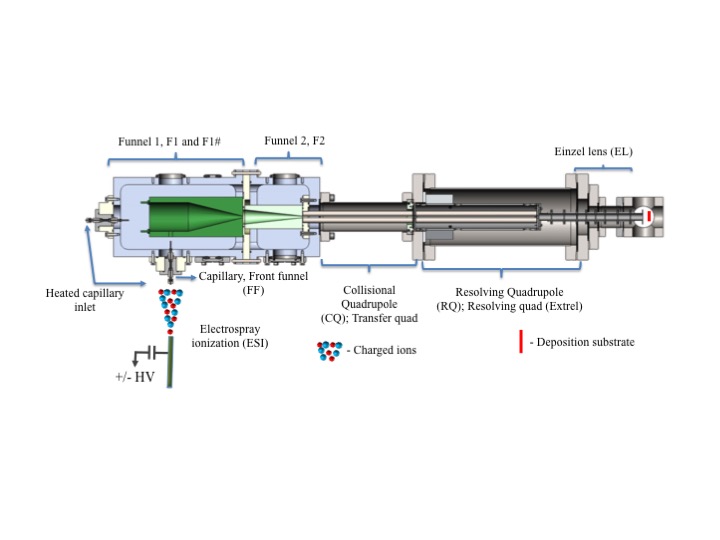 Funnel 1, F1 and F1#
Funnel 2, F2
Einzel lens (EL)
Heated capillary
inlet
Capillary, Front funnel
(FF)
Electrospray
ionization (ESI)
+/- HV
Collisional
Quadrupole
(CQ); Transfer quad
Resolving Quadrupole
(RQ); Resolving quad (Extrel)
- Charged ions
- Deposition substrate